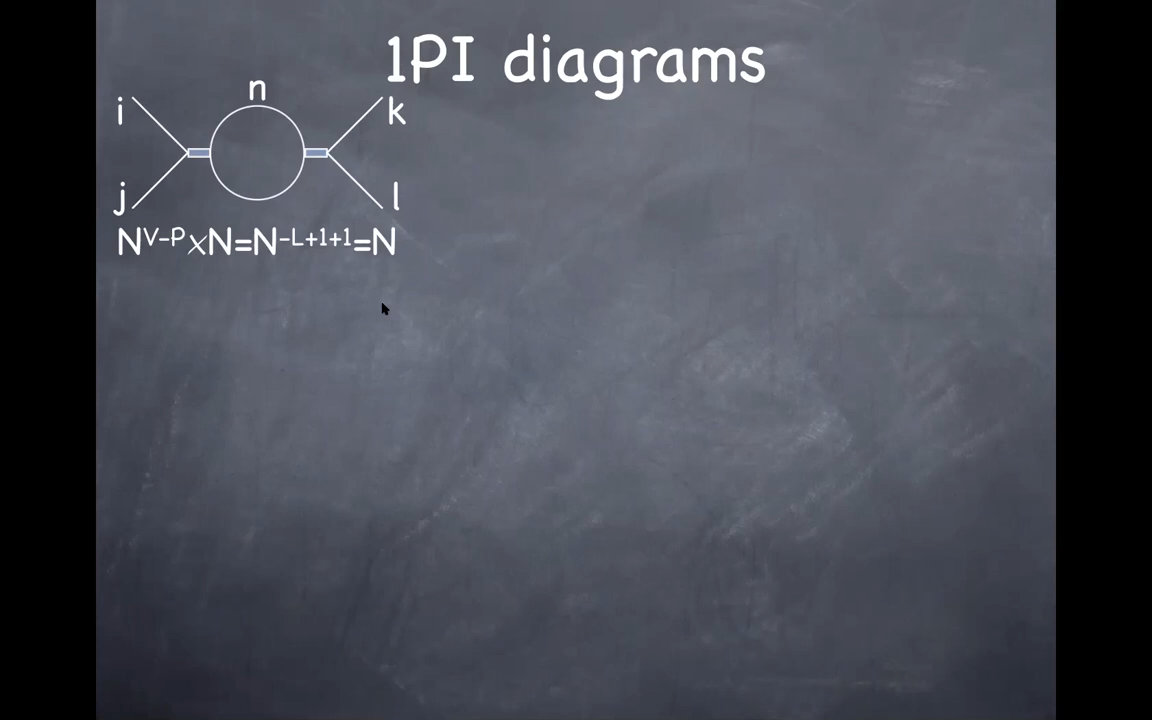 1PI diagrams
n
i
k
j
l
N^{V-P}×N=N^{-L+1+1}=N